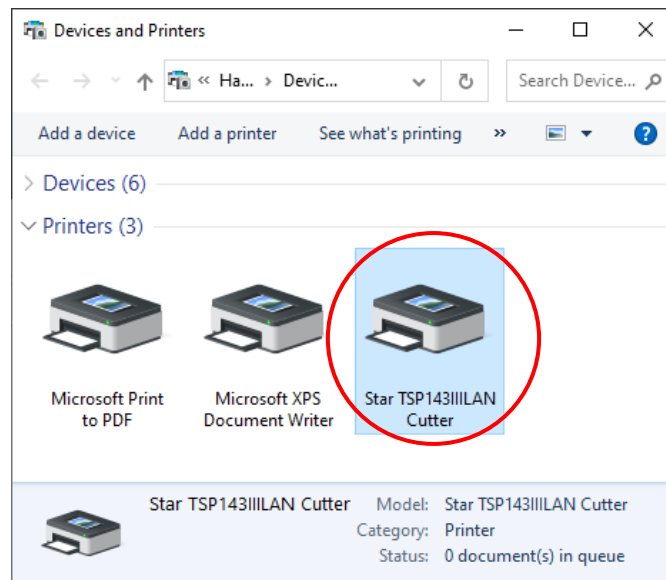 Devices and Printers
« Ha... > Devic...
Search Device...
Add a device
Add a printer
See what's printing
»
?
Devices (6)
Printers (3)
Microsoft Print
to PDF
Microsoft XPS
Document Writer
Star TSP143IIILAN
Cutter
Star TSP143IIILAN Cutter
Model: Star TSP143IIILAN Cutter
Category: Printer
Status: 0 document(s) in queue